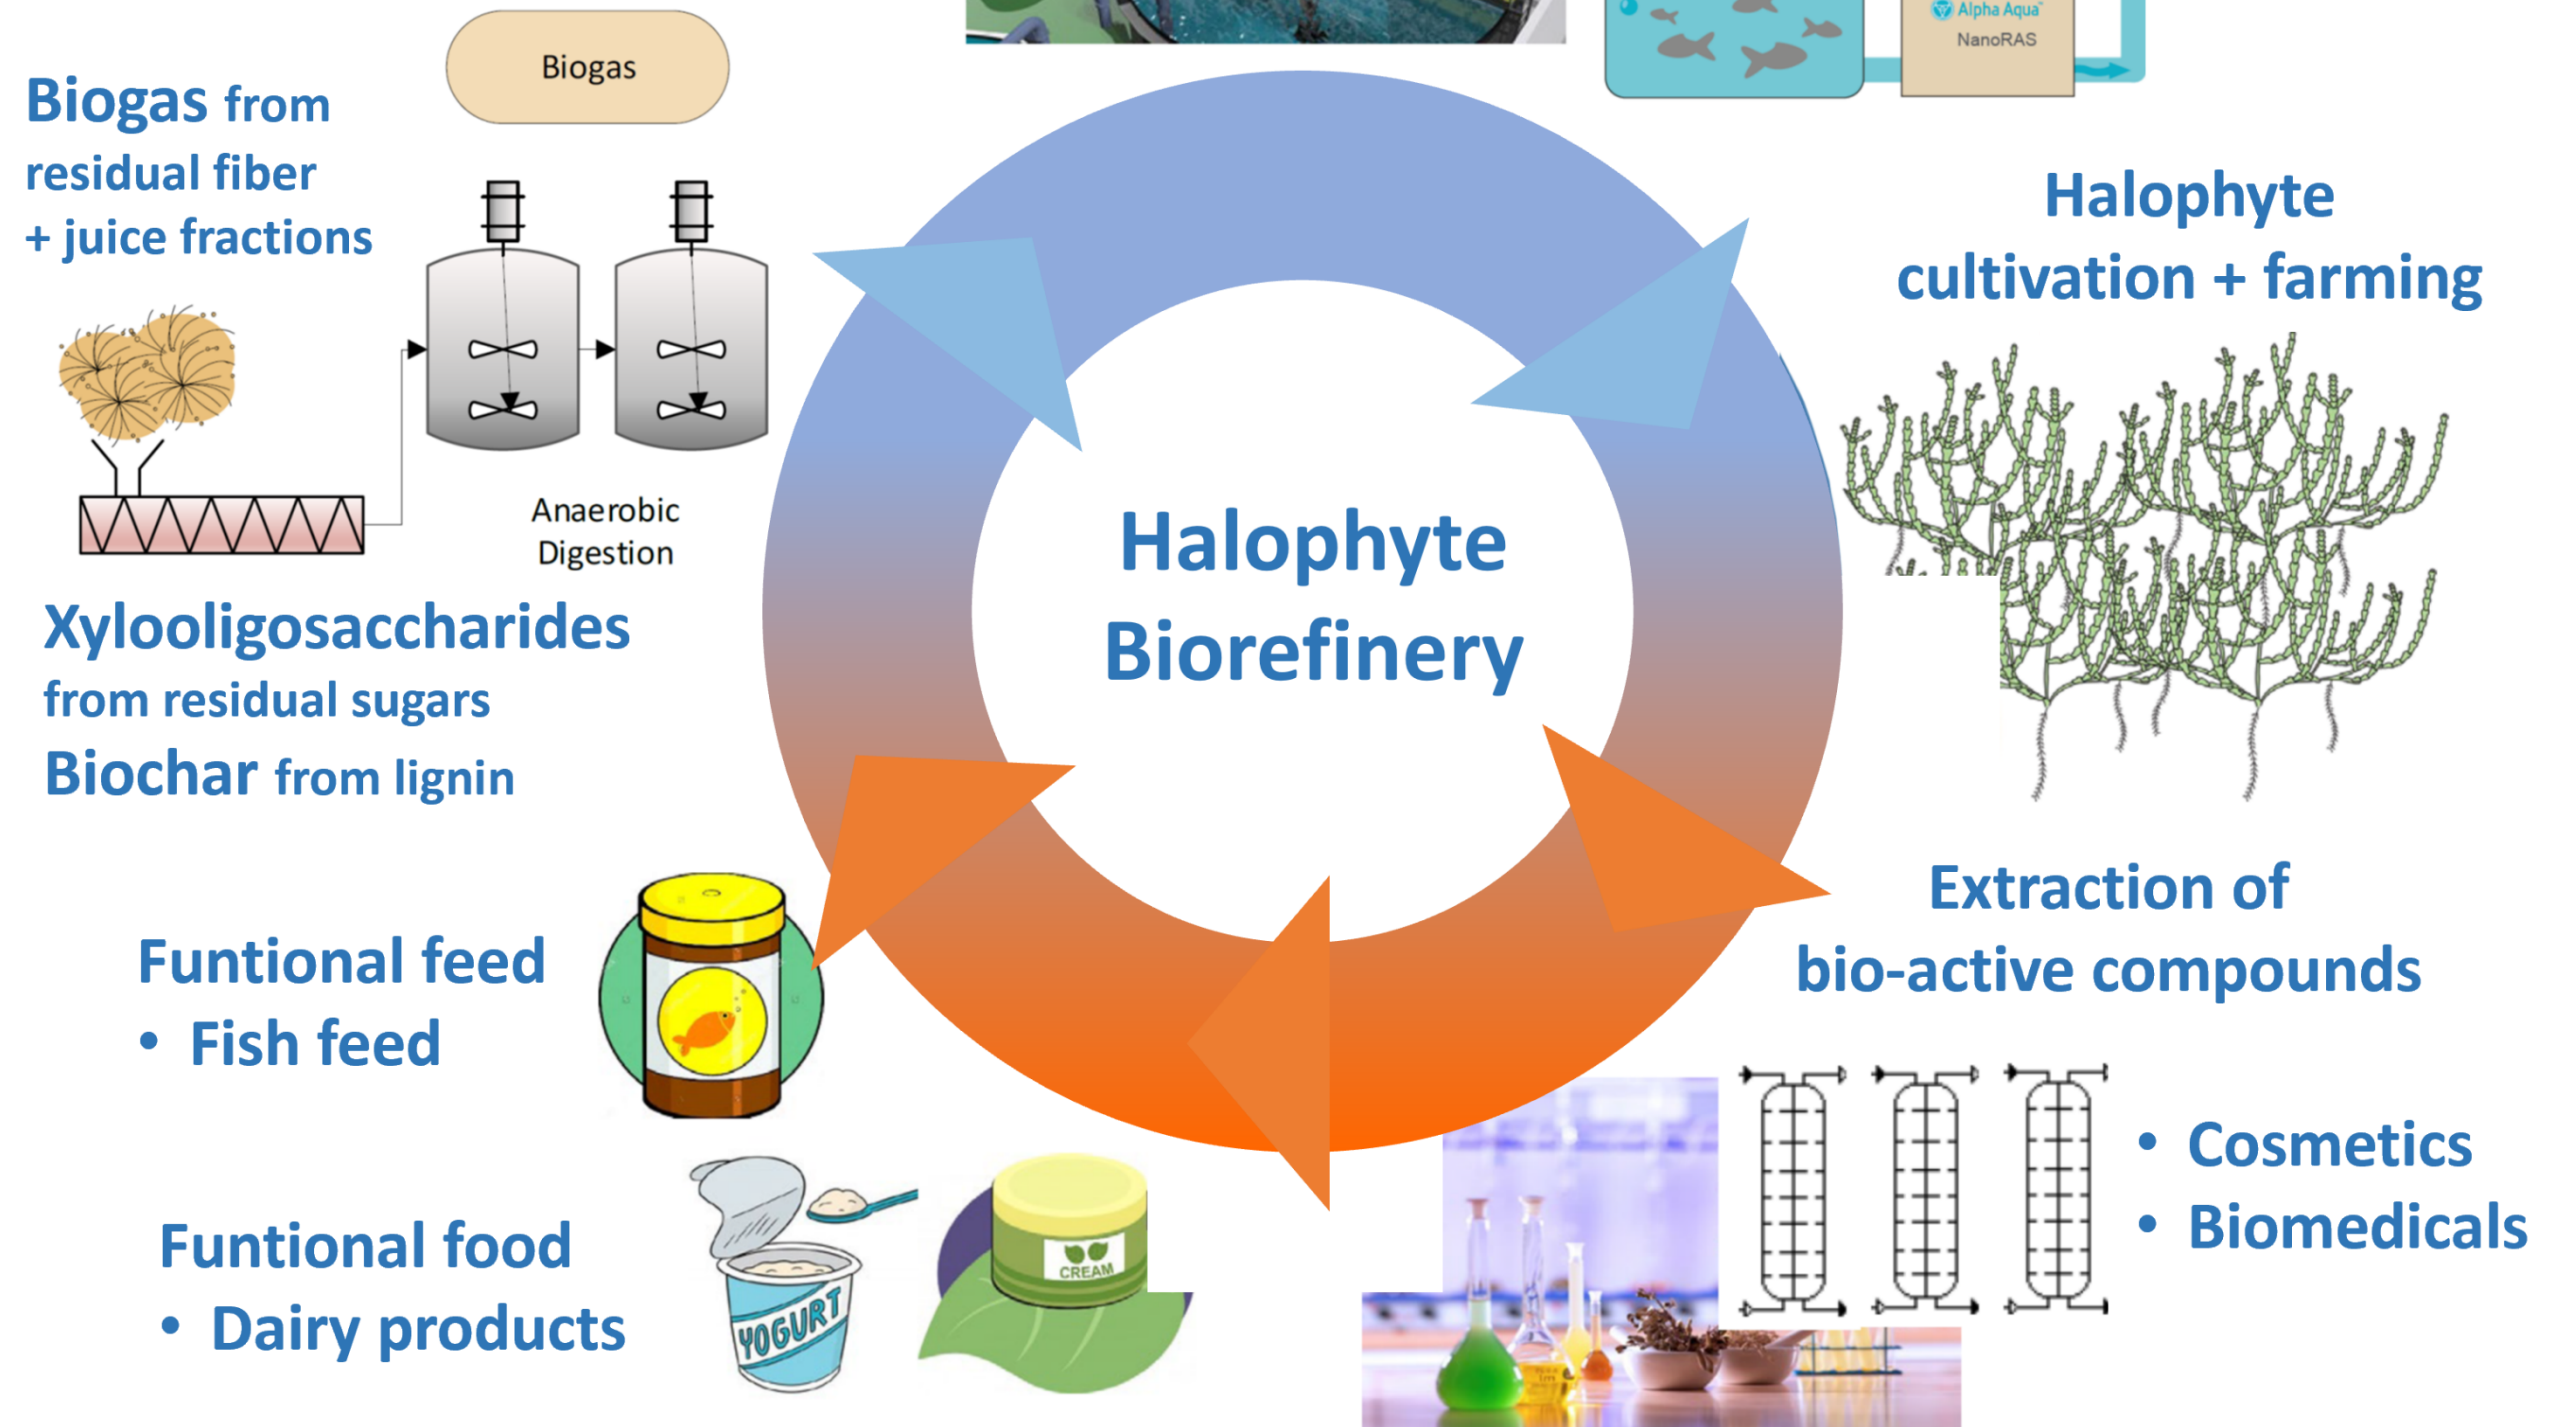 Alpha Aqua
NanoRAS
Biogas
Biogas from
residual fiber
+ juice fractions
Anaerobic
Digestion
Halophyte
cultivation + farming
Halophyte
Biorefinery
Xylooligosaccharides
from residual sugars
Biochar from lignin
Extraction of
bio-active compounds
• Cosmetics
• Biomedicals
Funtional feed
• Fish feed
Funtional food
• Dairy products
YOGURT
CREAM